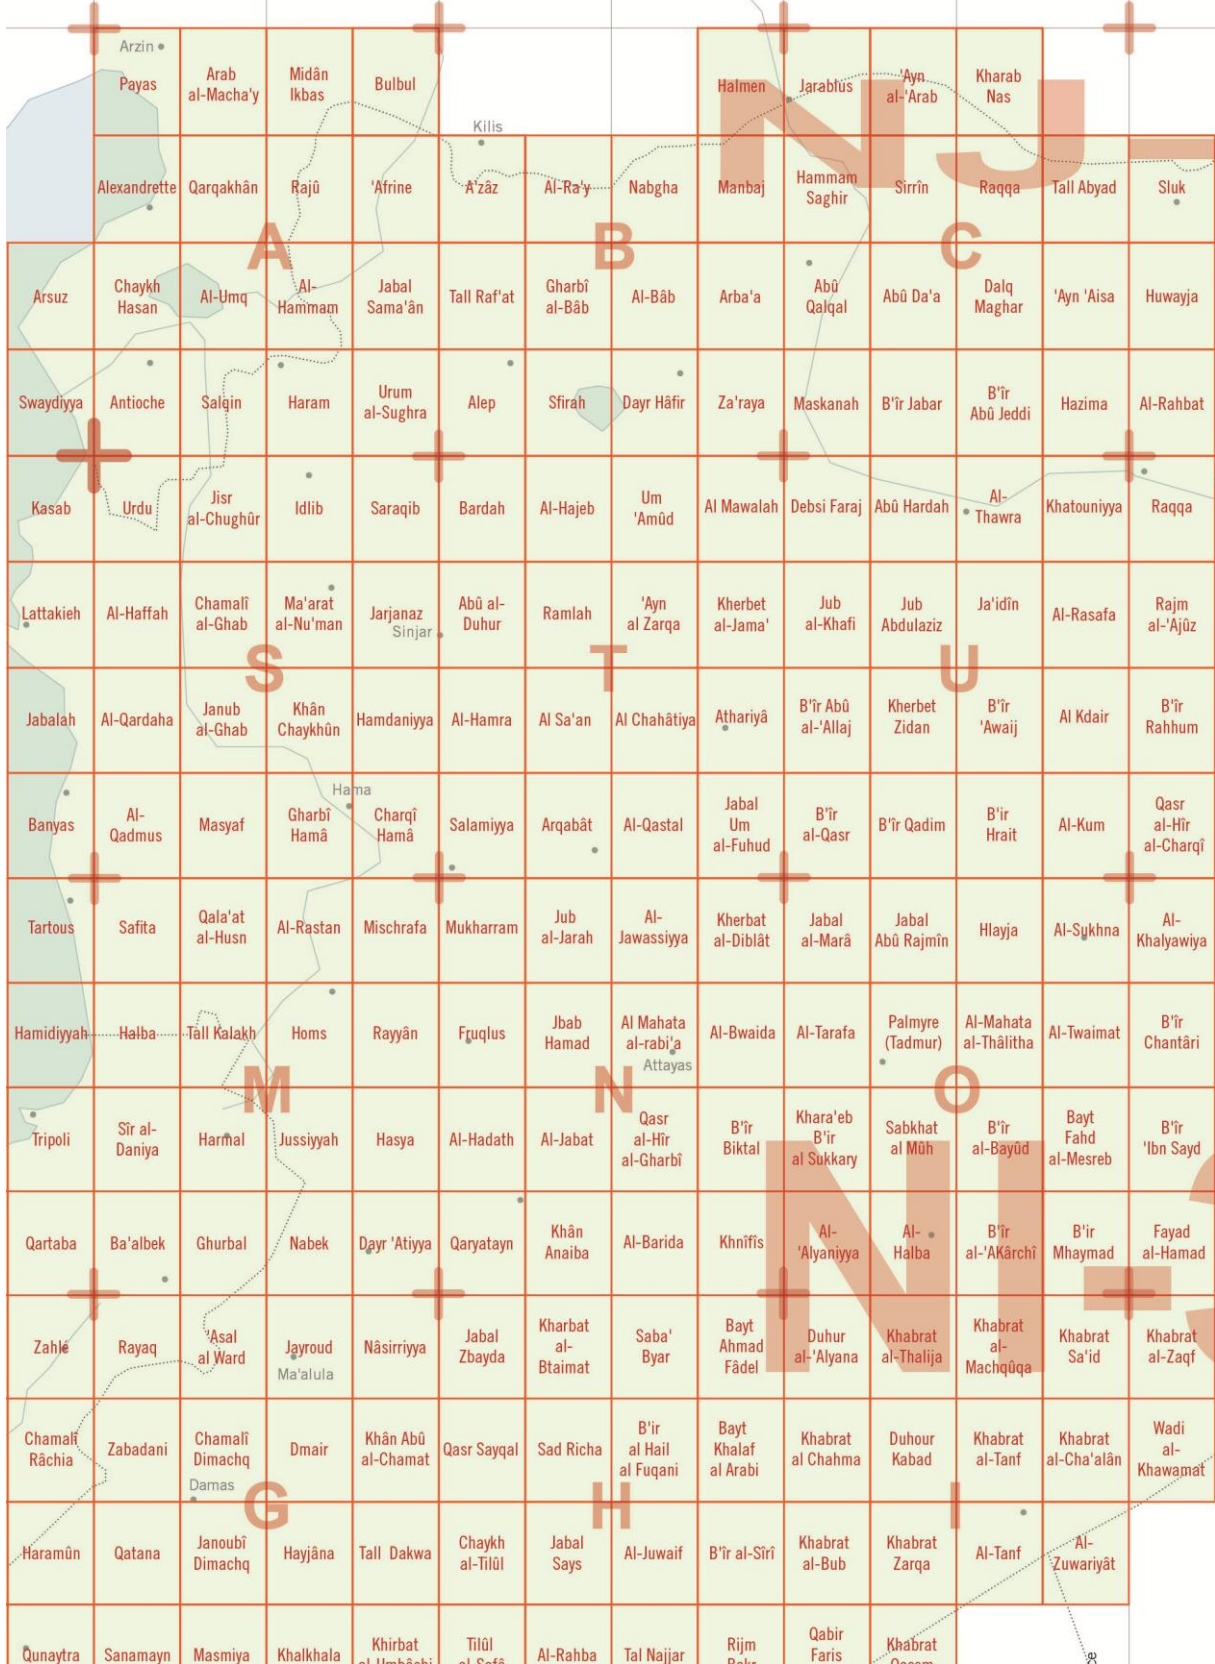 Arzin
Payas
Arab
al-Macha'y
Midân
Ikbas
Bulbul
Halmen
Jarablus
'Ayn
al-'Arab
Kharab
Nas
NJ-
Kilis
Alexandrette
Qarqakhân
Rajû
'Afrine
A'zâz
Al-Ra'y
Nabgha
Manbaj
Hammam
Saghir
Sirrîn
Raqqa
Tall Abyad
Sluk
A
B
C
Arsuz
Chaykh
Hasan
Al-Umq
Al-
Hammam
Jabal
Sama'ân
Tall Raf'at
Gharbî
al-Bâb
Al-Bâb
Arba'a
Abû
Qalqal
Abû Da'a
Dalq
Maghar
'Ayn 'Aisa
Huwayja
Swaydiyya
Antioche
Salqin
Haram
Urum
al-Sughra
Alep
Sfirah
Dayr Hâfir
Za'raya
Maskanah
B'îr Jabar
B'îr
Abû Jeddi
Hazima
Al-Rahbat
Kasab
Urdu
Jisr
al-Chughûr
Idlib
Saraqib
Bardah
Al-Hajeb
Um
'Amûd
Al Mawalah
Debsi Faraj
Abû Hardah
Al-
Thawra
Khatouniyya
Raqqa
Lattakieh
Al-Haffah
Chamalî
al-Ghab
Ma'arat
al-Nu'man
Jarjanaz
Sinjar
Abû al-
Duhur
Ramlah
'Ayn
al Zarqa
Kherbet
al-Jama'
Jub
al-Khafi
Jub
Abdulaziz
Ja'idîn
Al-Rasafa
Rajm
al-'Ajûz
S
T
U
Jabalah
Al-Qardaha
Janub
al-Ghab
Khân
Chaykhûn
Hamdaniyya
Al-Hamra
Al Sa'an
Al Chahâtiya
Athariyâ
B'îr Abû
al-'Allaj
Kherbet
Zidan
B'îr
'Awaij
Al Kdair
B'îr
Rahhum
Hama
Banyas
Al-
Qadmus
Masyaf
Gharbî
Hamâ
Charqî
Hamâ
Salamiyya
Arqabât
Al-Qastal
Jabal
Um
al-Fuhud
B'îr
al-Qasr
B'îr Qadim
B'ir
Hrait
Al-Kum
Qasr
al-Hîr
al-Charqî
Tartous
Safita
Qala'at
al-Husn
Al-Rastan
Mischrafa
Mukharram
Jub
al-Jarah
Al-
Jawassiyya
Kherbat
al-Diblât
Jabal
al-Marâ
Jabal
Abû Rajmîn
Hlayja
Al-Sukhna
Al-
Khalyawiya
Hamidiyyah
Halba
Tall Kalakh
Homs
Rayyân
Fruqlus
Jbab
Hamad
Al Mahata
al-rabi'a
Attayas
Al-Bwaida
Al-Tarafa
Palmyre
(Tadmur)
Al-Mahata
al-Thâlitha
Al-Twaimat
B'îr
Chantâri
M
N
O
Tripoli
Sîr al-
Daniya
Harmal
Jussiyyah
Hasya
Al-Hadath
Al-Jabat
Qasr
al-Hîr
al-Gharbî
B'îr
Biktal
Khara'eb
B'ir
al Sukkary
Sabkhat
al Mûh
B'îr
al-Bayûd
Bayt
Fahd
al-Mesreb
B'îr
'Ibn Sayd
NI-3
Qartaba
Ba'albek
Ghurbal
Nabek
Dayr 'Atiyya
Qaryatayn
Khân
Anaiba
Al-Barida
Khnîfîs
Al-
'Alyaniyya
Al-
Halba
B'îr
al-'AKârchî
B'ir
Mhaymad
Fayad
al-Hamad
Zahlé
Rayaq
'Asal
al Ward
Jayroud
Ma'alula
Nâsirriyya
Jabal
Zbayda
Kharbat
al-
Btaimat
Saba'
Byar
Bayt
Ahmad
Fâdel
Duhur
al-'Alyana
Khabrat
al-Thalija
Khabrat
al-
Machqûqa
Khabrat
Sa'id
Khabrat
al-Zaqf
Chamalî
Râchia
Zabadani
Chamalî
Dimachq
Dmair
Khân Abû
al-Chamat
Qasr Sayqal
Sad Richa
B'ir
al Hail
al Fuqani
Bayt
Khalaf
al Arabi
Khabrat
al Chahma
Duhour
Kabad
Khabrat
al-Tanf
Khabrat
al-Cha'alân
Wadi
al-
Khawamat
Damas
G
H
I
Haramûn
Qatana
Janoubî
Dimachq
Hayjâna
Tall Dakwa
Chaykh
al-Tilûl
Jabal
Says
Al-Juwaif
B'îr al-Sîrî
Khabrat
al-Bub
Khabrat
Zarqa
Al-Tanf
Al-
Zuwariyât
Qunaytra
Sanamayn
Masmiya
Khalkhala
Khirbat
Tilûl
Al-Rahba
Tal Najjar
Rijm
Qabir
Faris
Khabrat